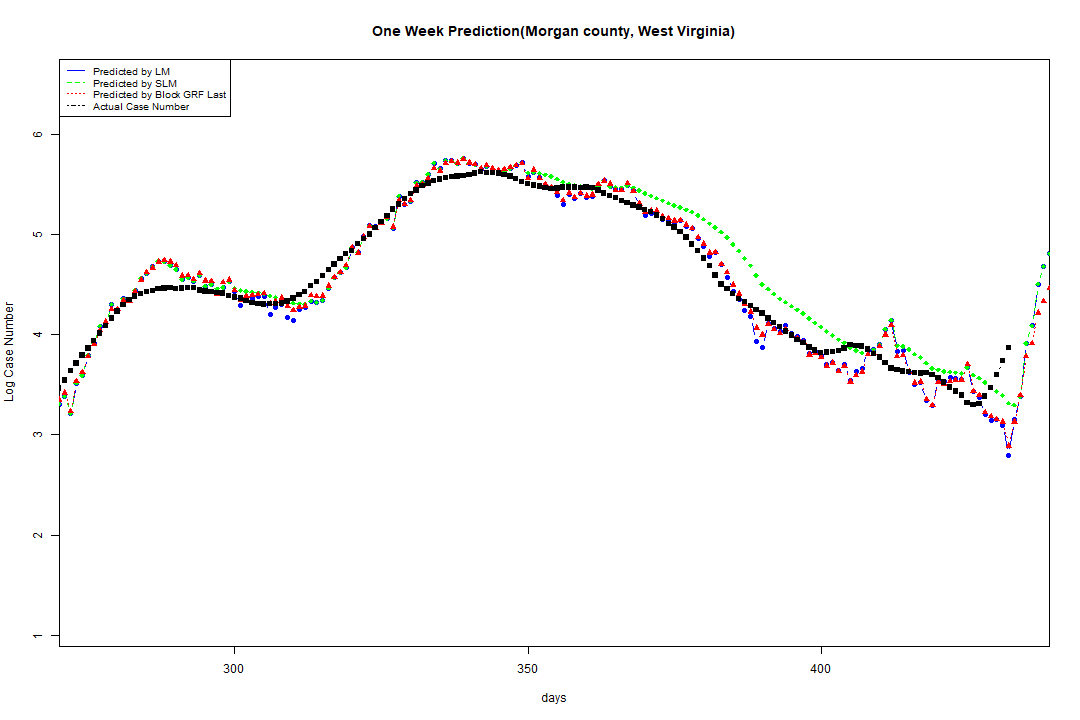 One Week Prediction(Morgan county, West Virginia)
Predicted by LM
Predicted by SLM
Predicted by Block GRF Last
Actual Case Number
6
5
4
3
2
1
Log Case Number
300
350
400
days